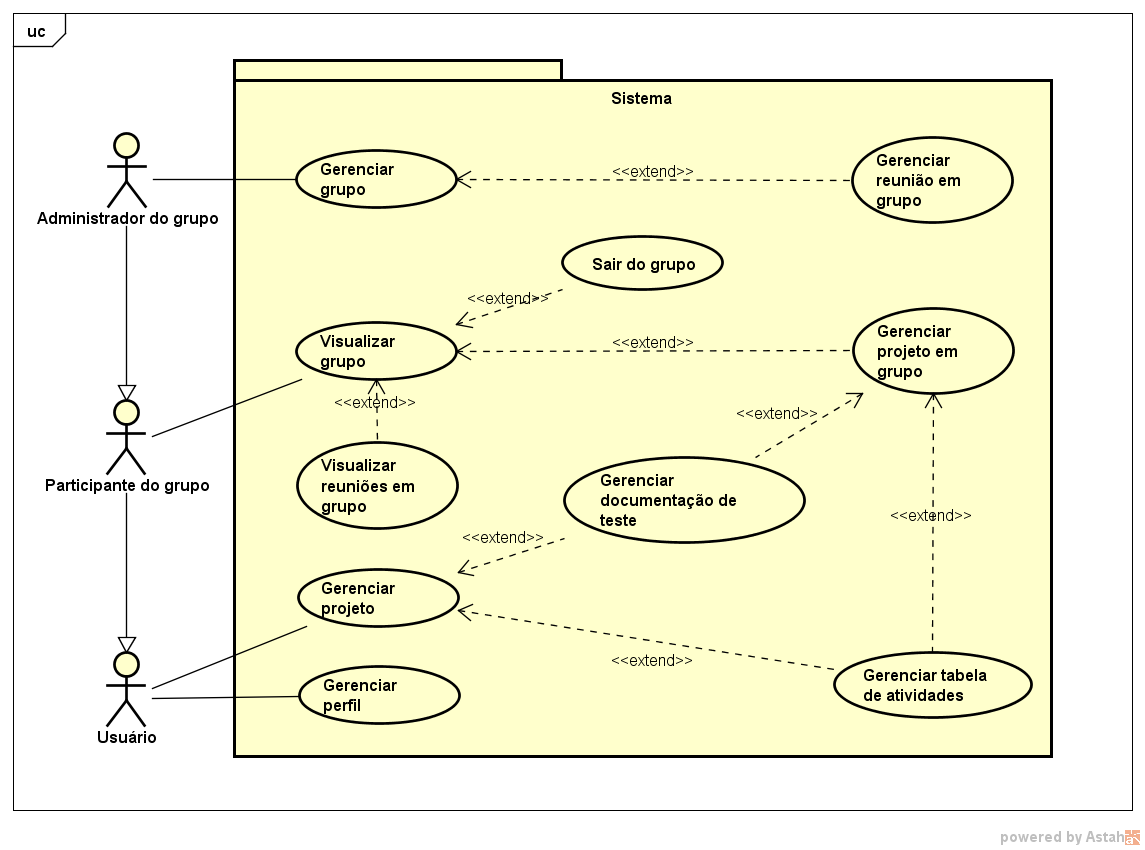 uc
Sistema
Administrador do grupo
Gerenciar
grupo
<<extend>>
Gerenciar
reunião em
grupo
Sair do grupo
<<extend>>
Visualizar
grupo
<<extend>>
Gerenciar
projeto em
grupo
<<extend>>
<<extend>>
Participante do grupo
Visualizar
reuniões em
grupo
Gerenciar
documentação de
teste
<<extend>>
<<extend>>
Gerenciar
projeto
<<extend>>
Gerenciar tabela
de atividades
Gerenciar
perfil
Usuário
powered by Astah